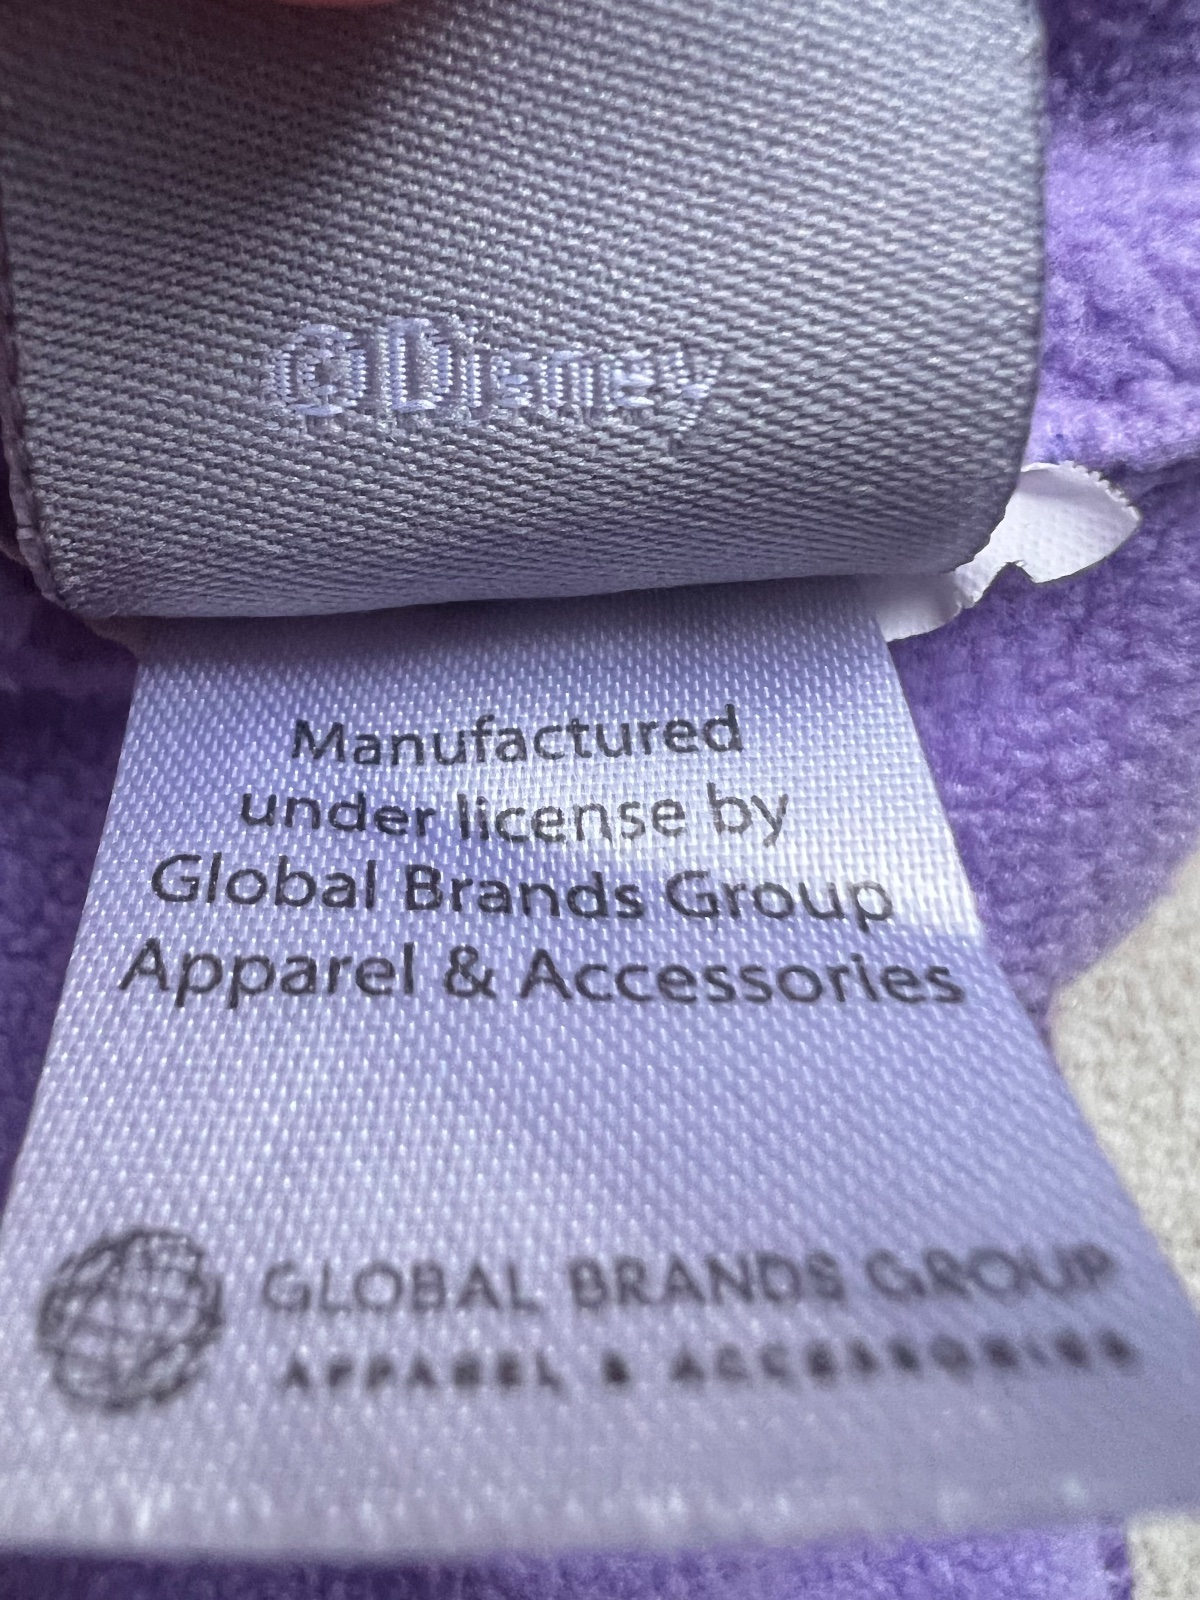 ©Disney
Manufactured
under license by
Global Brands Group
Apparel & Accessories
GLOBAL BRANDS GROUP
APPAREL & ACCESSORIES